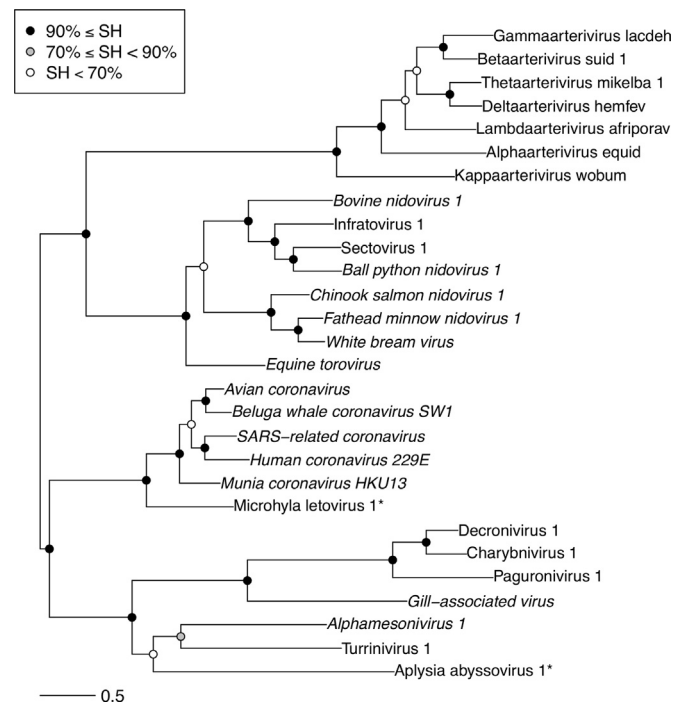 90% ≤ SH
70% ≤ SH < 90%
SH < 70%
Gammaarterivirus lacdeh
Betaarterivirus suid 1
Thetaarterivirus mikelba 1
Deltaarterivirus hemfev
Lambdaarterivirus afriporav
Alphaarterivirus equid
Kappaarterivirus wobum
Bovine nidovirus 1
Infratovirus 1
Sectovirus 1
Ball python nidovirus 1
Chinook salmon nidovirus 1
Fathead minnow nidovirus 1
White bream virus
Equine torovirus
Avian coronavirus
Beluga whale coronavirus SW1
SARS−related coronavirus
Human coronavirus 229E
Munia coronavirus HKU13
Microhyla letovirus 1*
Decronivirus 1
Charybnivirus 1
Paguronivirus 1
Gill−associated virus
Alphamesonivirus 1
Turrinivirus 1
Aplysia abyssovirus 1*
0.5